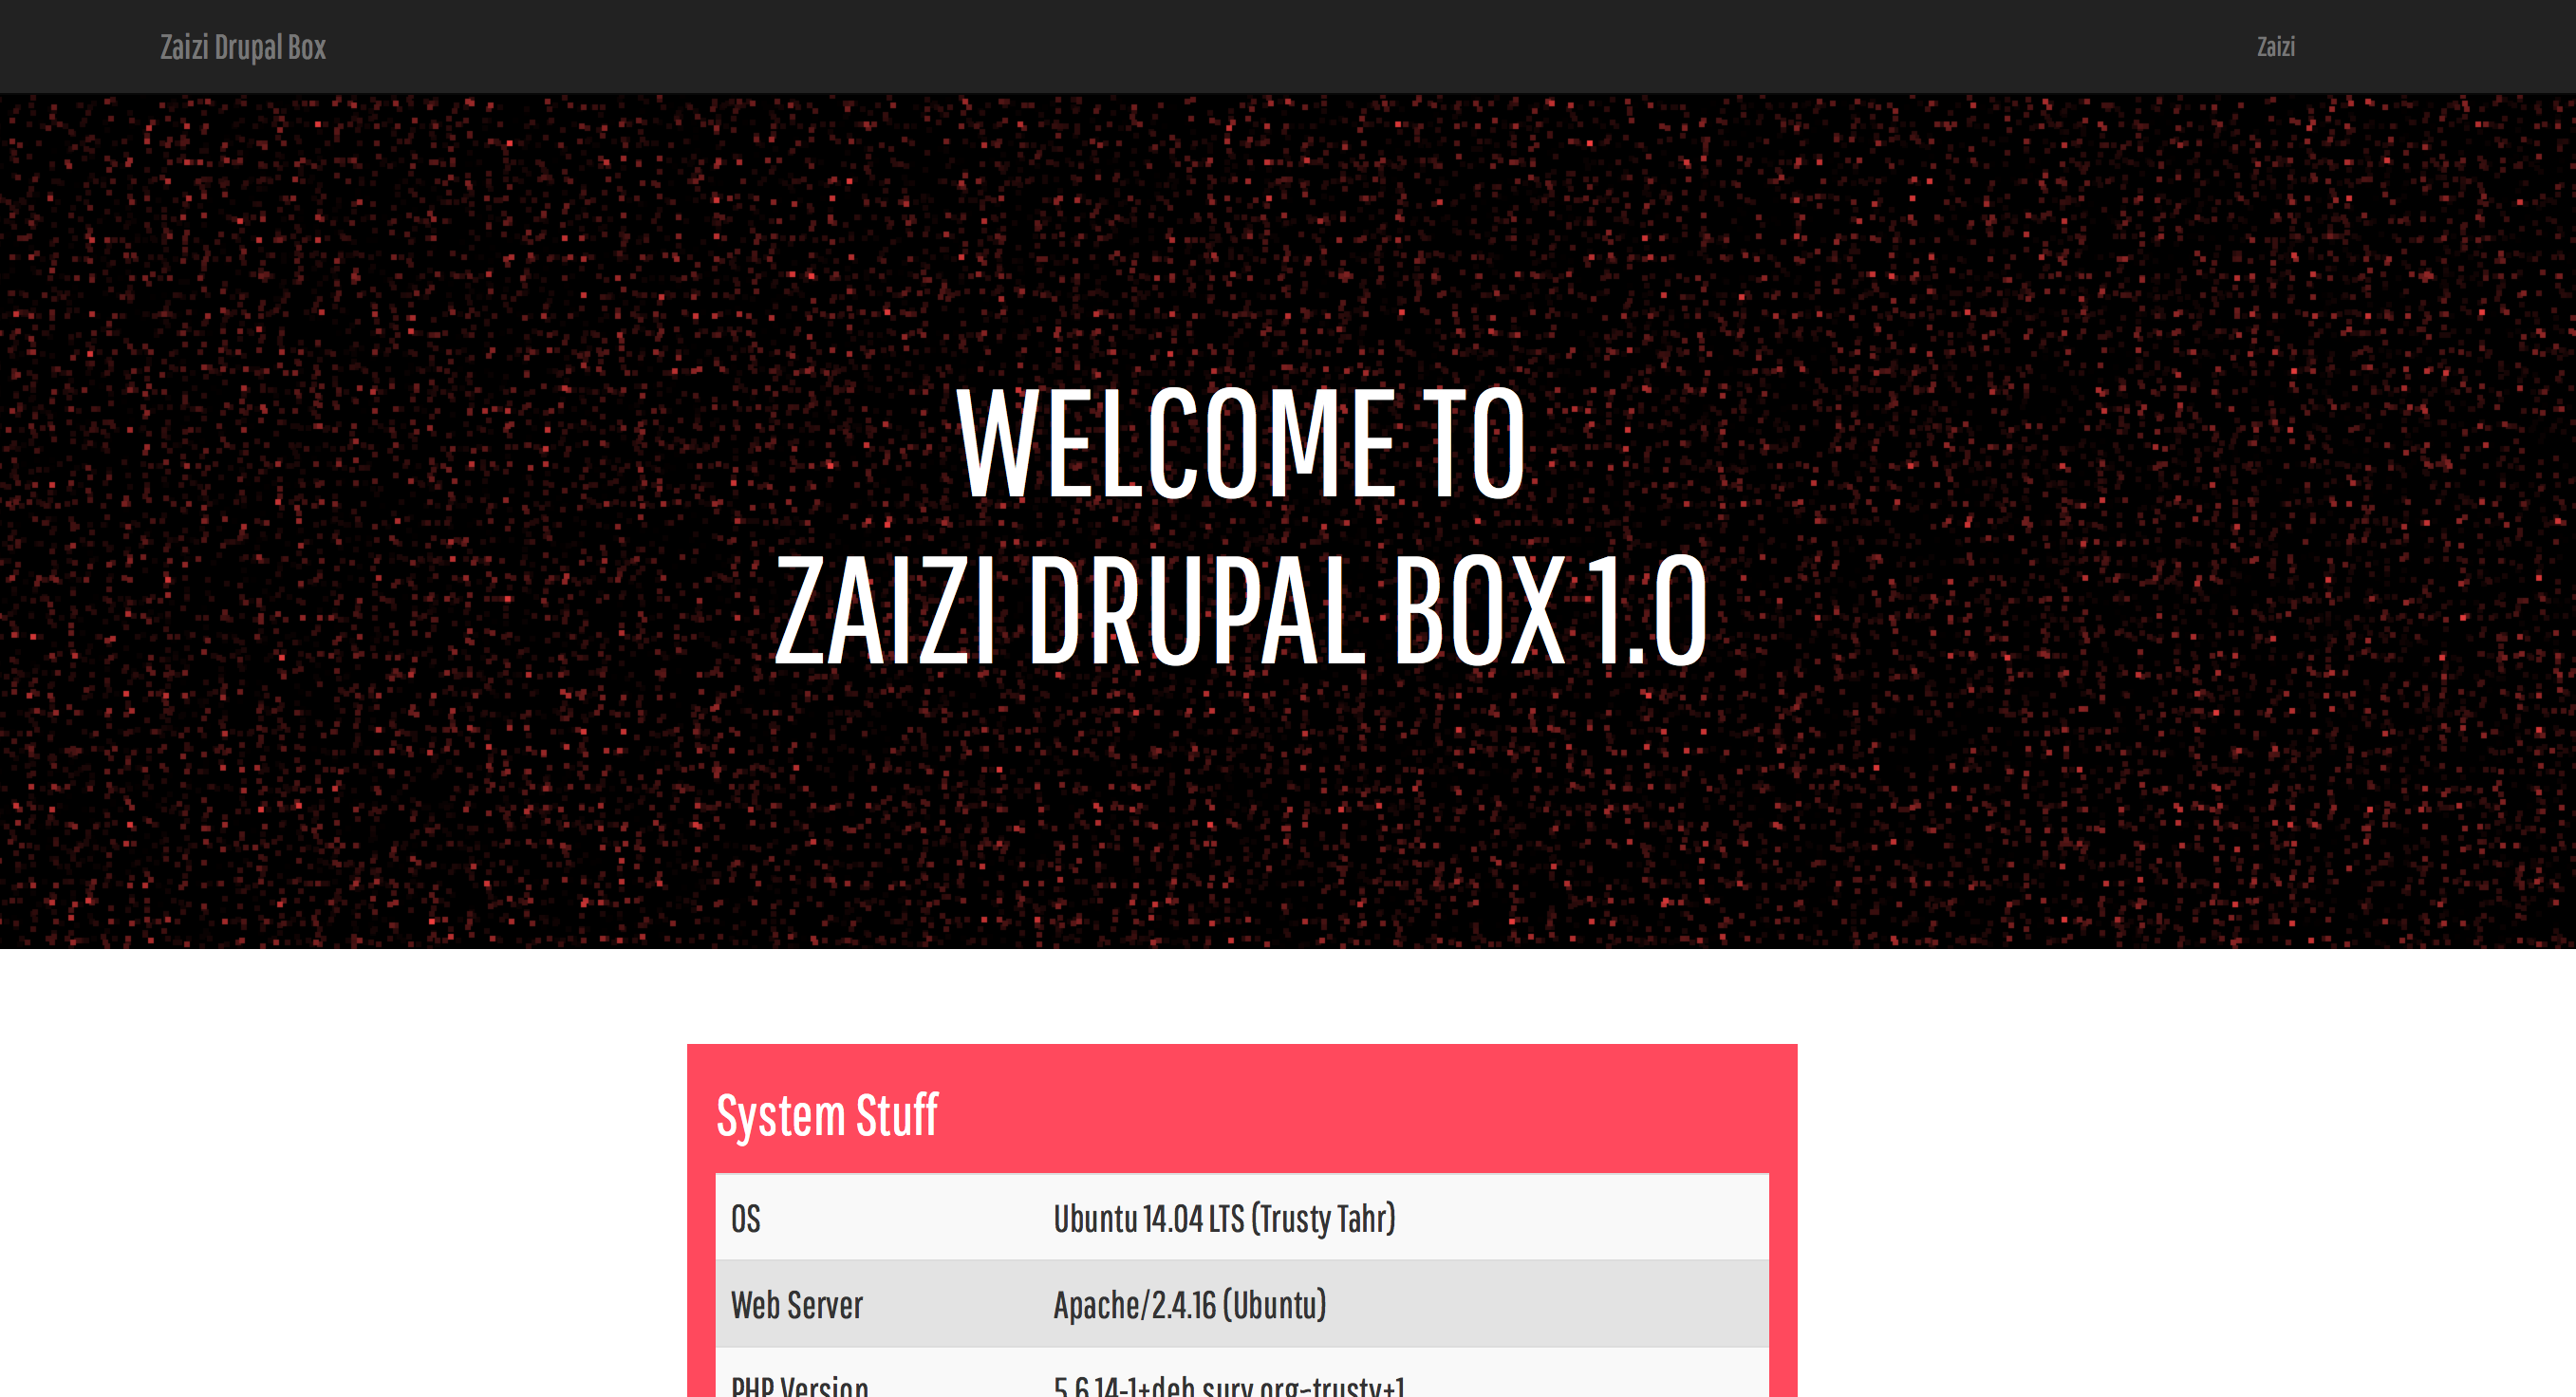 Zaizi Drupal Box
Zaizi
WELCOME TO
ZAIZI DRUPAL BOX 1.0
System Stuff
OS Ubuntu 14.04 LTS (Trusty Tahr)
Web Server Apache/2.4.16 (Ubuntu)
PHP Version 5.6.14-1+deb.sury.org~trusty+1